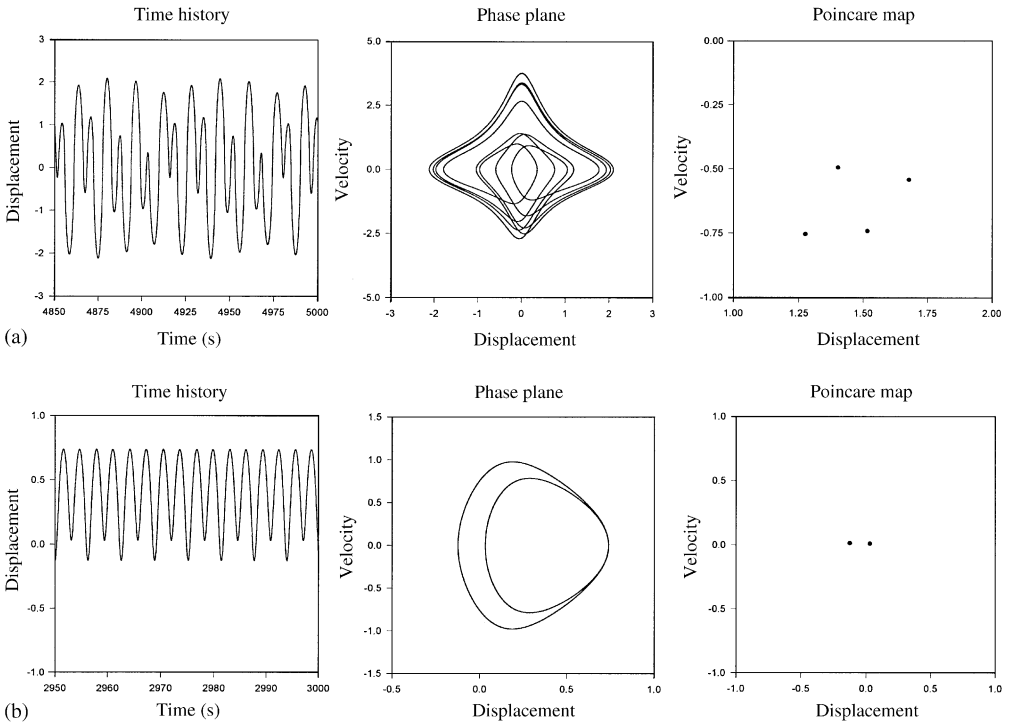 Time history
Phase plane
Poincare map
3
2
1
0
-1
-2
-3
Displacement
4850 4875 4900 4925 4950 4975 5000
Time (s)
5.0
2.5
0.0
-2.5
-5.0
Velocity
-3 -2 -1 0 1 2 3
Displacement
0.00
-0.25
-0.50
-0.75
-1.00
Velocity
1.00 1.25 1.50 1.75 2.00
Displacement
(a)
Time history
Phase plane
Poincare map
1.0
0.5
0.0
-0.5
-1.0
Displacement
2950 2960 2970 2980 2990 3000
Time (s)
1.5
1.0
0.5
0.0
-0.5
-1.0
-1.5
Velocity
-0.5 0.0 0.5 1.0
Displacement
1.0
0.5
0.0
-0.5
-1.0
Velocity
-1.0 -0.5 0.0 0.5 1.0
Displacement
(b)